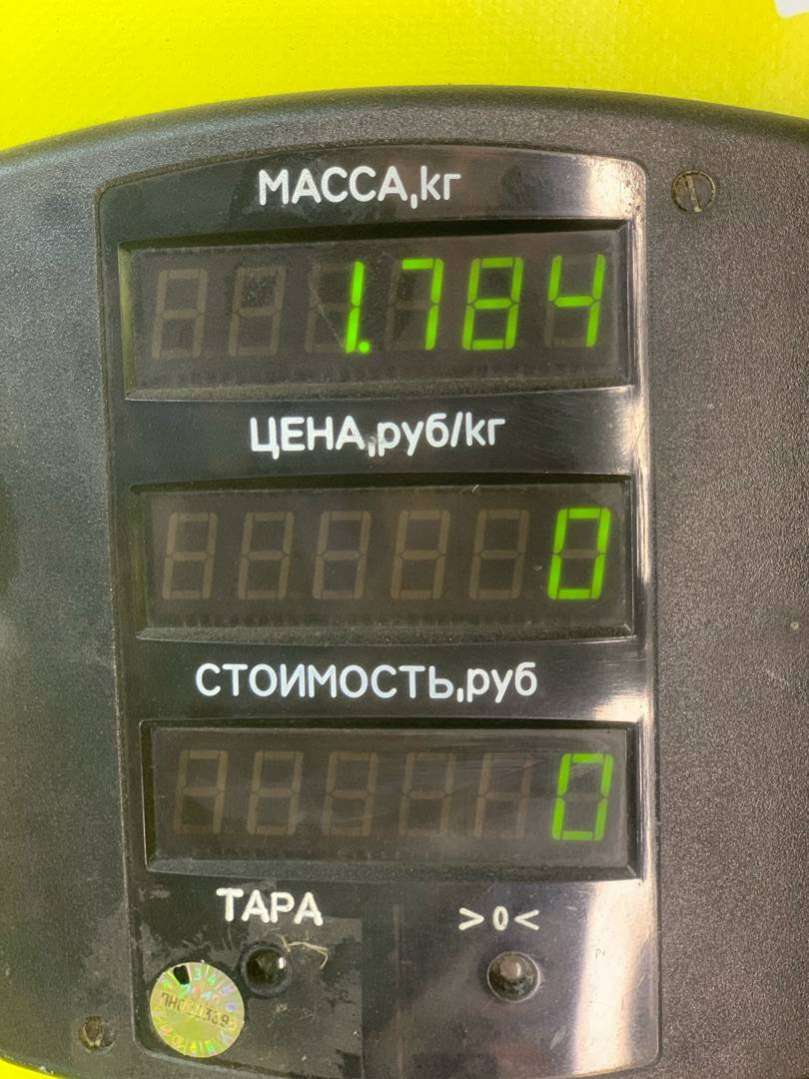 МАССА,кг
1.784
ЦЕНА,руб/кг
0
СТОИМОСТЬ,руб
0
ТАРА >0<